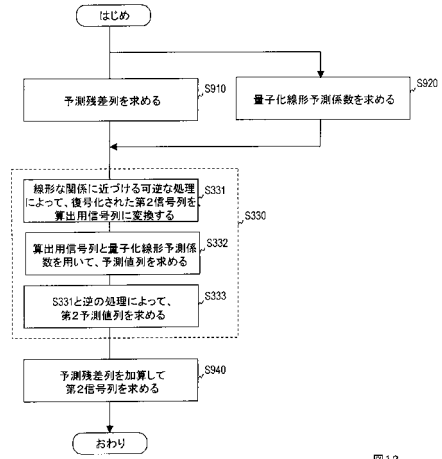 はじめ
予測残差列を求める
S910
量子化線形予測係数を求める
S920
線形な関係に近づける可逆な処理
によって、復号化された第2信号列を
算出用信号列に変換する
S331
S330
算出用信号列と量子化線形予測係
数を用いて、予測値列を求める
S332
S331と逆の処理によって、
第2予測値列を求める
S333
予測残差列を加算して
第2信号列を求める
S940
おわり
図12